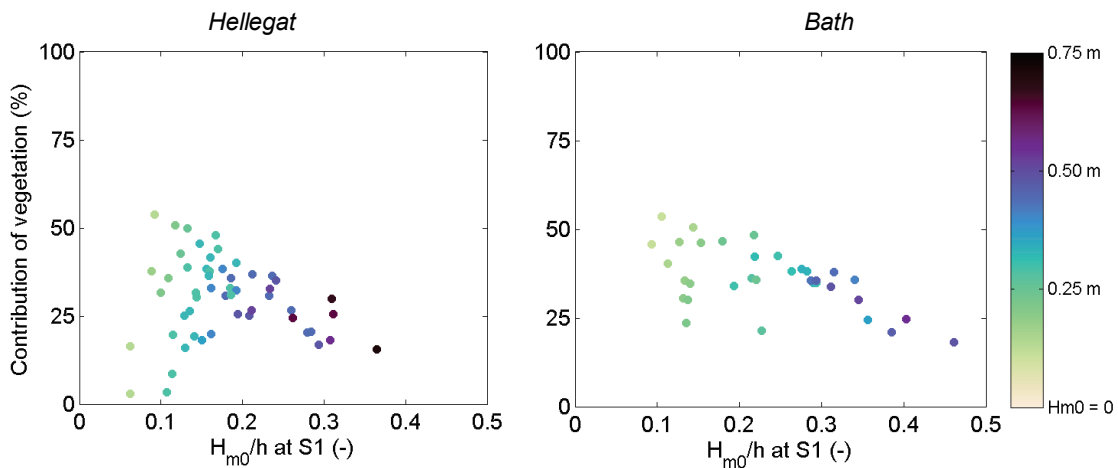 Hellegat
Bath
Contribution of vegetation (%)
100
75
50
25
0
0 0.1 0.2 0.3 0.4 0.5
H_m0/h at S1 (-)
100
75
50
25
0
0 0.1 0.2 0.3 0.4 0.5
H_m0/h at S1 (-)
0.75 m
0.50 m
0.25 m
Hm0 = 0